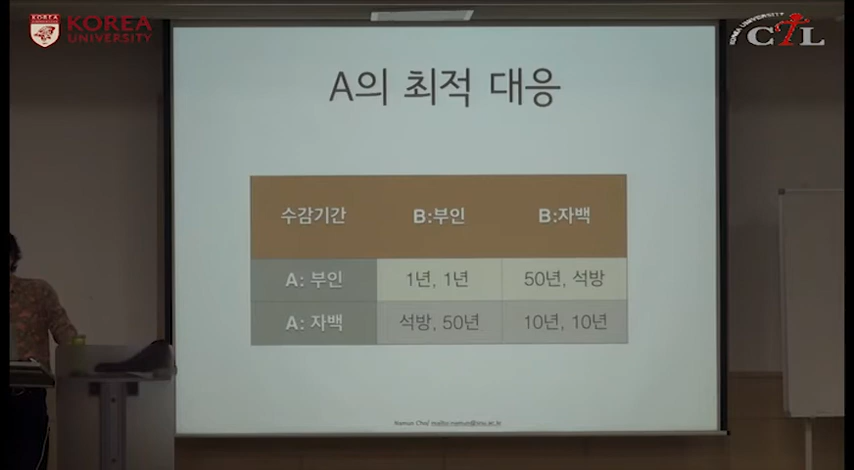 KOREA
UNIVERSITY
KOREA UNIVERSITY
CTL
A의 최적 대응
수감기간 B:부인 B:자백
A: 부인 1년, 1년 50년, 석방
A: 자백 석방, 50년 10년, 10년